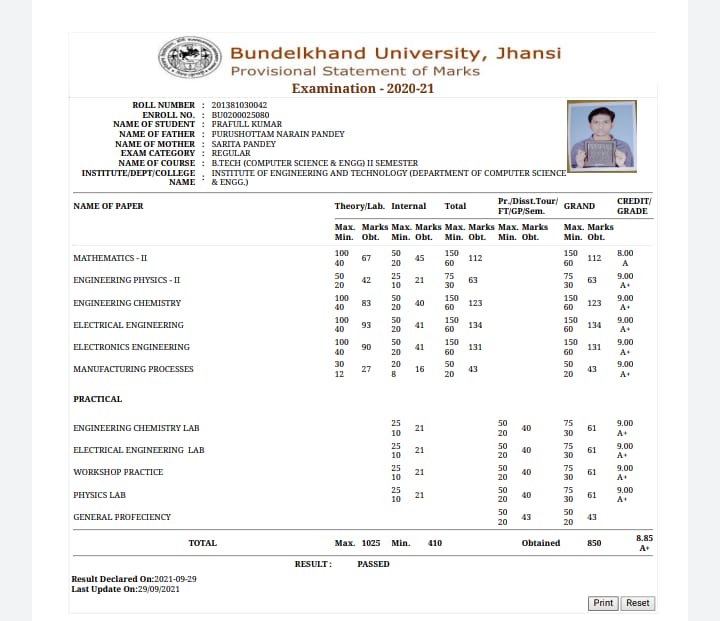 Bundelkhand University, Jhansi
Provisional Statement of Marks
Examination - 2020-21
ROLL NUMBER : 201381030042
ENROLL NO. : BU0200025080
NAME OF STUDENT : PRAFULL KUMAR
NAME OF FATHER : PURUSHOTTAM NARAIN PANDEY
NAME OF MOTHER : SARITA PANDEY
EXAM CATEGORY : REGULAR
NAME OF COURSE : B.TECH (COMPUTER SCIENCE & ENGG) II SEMESTER
INSTITUTE/DEPT/COLLEGE NAME : INSTITUTE OF ENGINEERING AND TECHNOLOGY (DEPARTMENT OF COMPUTER SCIENCE & ENGG.)
NAME OF PAPER Theory/Lab. Internal Total Pr./Disst.Tour/ FT/GP/Sem. GRAND CREDIT/ GRADE
Max. Marks Max. Marks Max. Marks Max. Marks Max. Marks
Min. Obt. Min. Obt. Min. Obt. Min. Obt. Min. Obt.
MATHEMATICS - II 100 40 67 50 20 45 150 60 112 150 60 112 8.00 A
ENGINEERING PHYSICS - II 50 20 42 25 10 21 75 30 63 75 30 63 9.00 A+
ENGINEERING CHEMISTRY 100 40 83 50 20 40 150 60 123 150 60 123 9.00 A+
ELECTRICAL ENGINEERING 100 40 93 50 20 41 150 60 134 150 60 134 9.00 A+
ELECTRONICS ENGINEERING 100 40 90 50 20 41 150 60 131 150 60 131 9.00 A+
MANUFACTURING PROCESSES 30 12 27 20 8 16 50 20 43 50 20 43 9.00 A+
PRACTICAL
ENGINEERING CHEMISTRY LAB 25 10 21 50 20 40 75 30 61 9.00 A+
ELECTRICAL ENGINEERING LAB 25 10 21 50 20 40 75 30 61 9.00 A+
WORKSHOP PRACTICE 25 10 21 50 20 40 75 30 61 9.00 A+
PHYSICS LAB 25 10 21 50 20 40 75 30 61 9.00 A+
GENERAL PROFECIENCY 50 20 43 50 20 43
TOTAL Max. 1025 Min. 410 Obtained 850 8.85 A+
RESULT : PASSED
Result Declared On:2021-09-29
Last Update On:29/09/2021
Print Reset